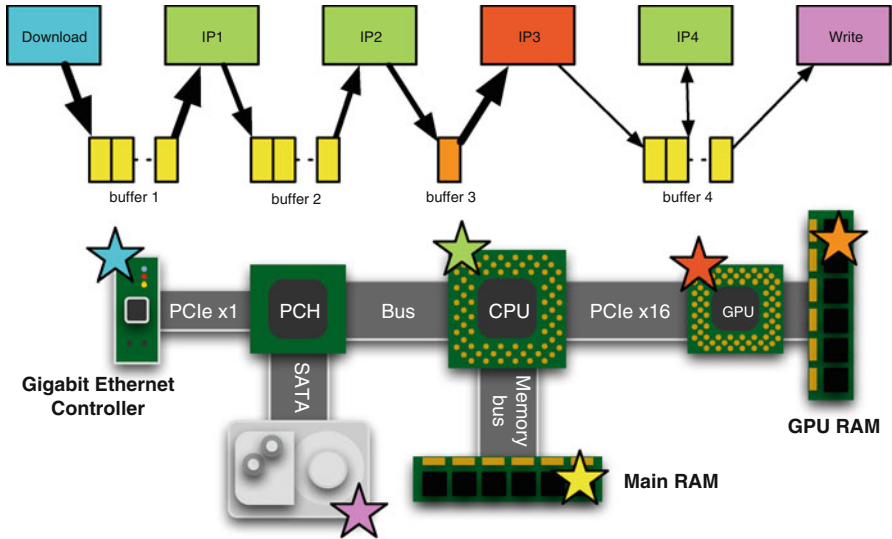 Download
IP1
IP2
IP3
IP4
Write
buffer 1
buffer 2
buffer 3
buffer 4
PCIe x1
PCH
Bus
CPU
PCIe x16
GPU
Gigabit Ethernet
Controller
SATA
Memory
bus
GPU RAM
Main RAM